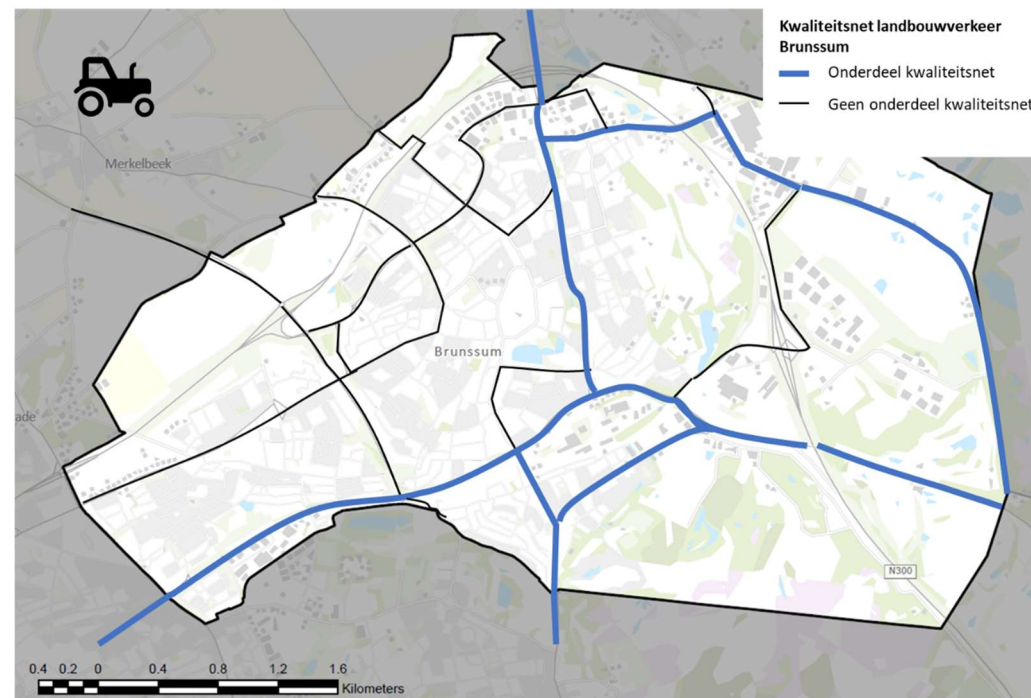 Kwaliteitsnet landbouwverkeer
Brunssum
Onderdeel kwaliteitsnet
Geen onderdeel kwaliteitsnet
Merkelbeek
Brunssum
ade
N300
0.4 0.2 0 0.4 0.8 1.2 1.6
Kilometers